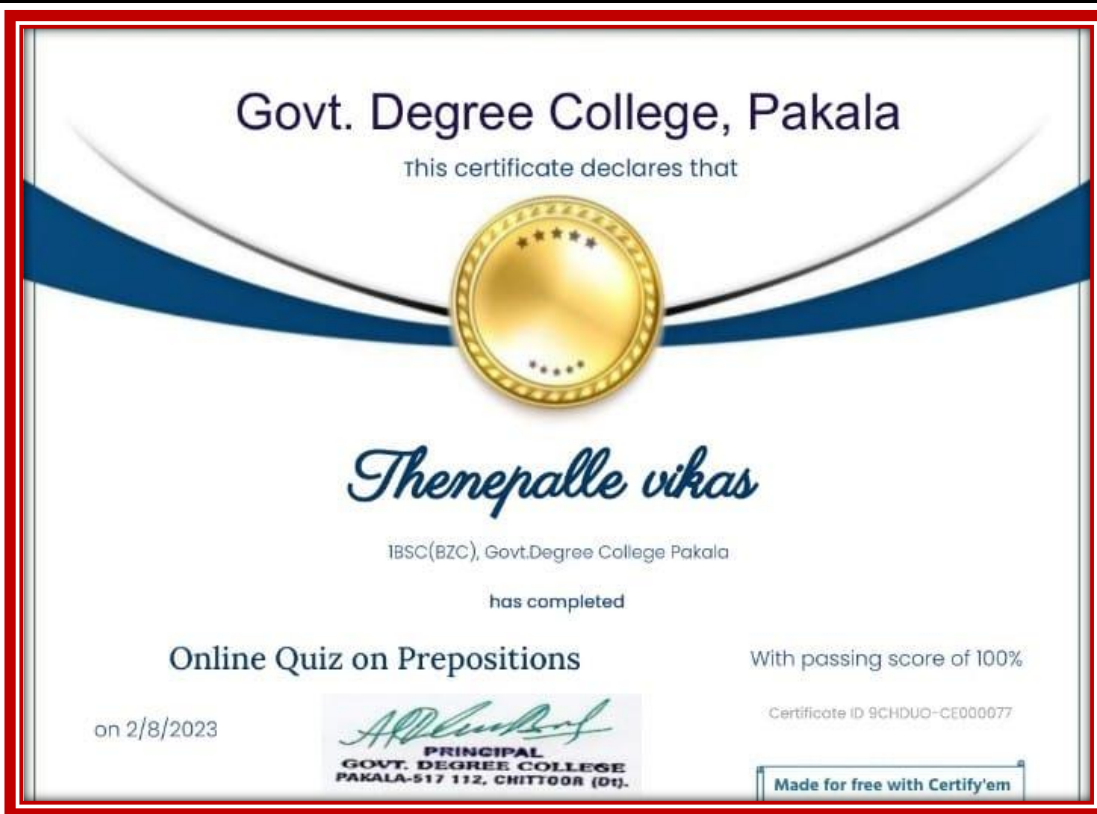 Govt. Degree College, Pakala
This certificate declares that
Thenepalle vikas
1BSC(BZC), Govt.Degree College Pakala
has completed
Online Quiz on Prepositions
With passing score of 100%
on 2/8/2023
Certificate ID 9CHDUO-CE000077
PRINCIPAL
GOVT. DEGREE COLLEGE
PAKALA-517 112, CHITTOOR (Dt).
Made for free with Certify'em